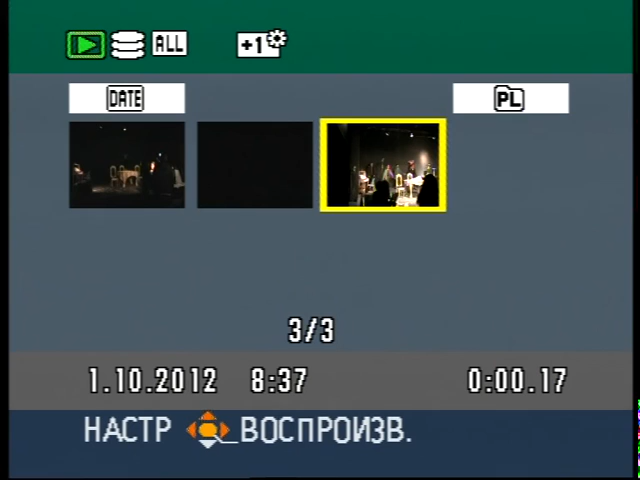 ALL +1
DATE PL
3/3
1.10.2012 8:37 0:00.17
НАСТР ВОСПРОИЗВ.